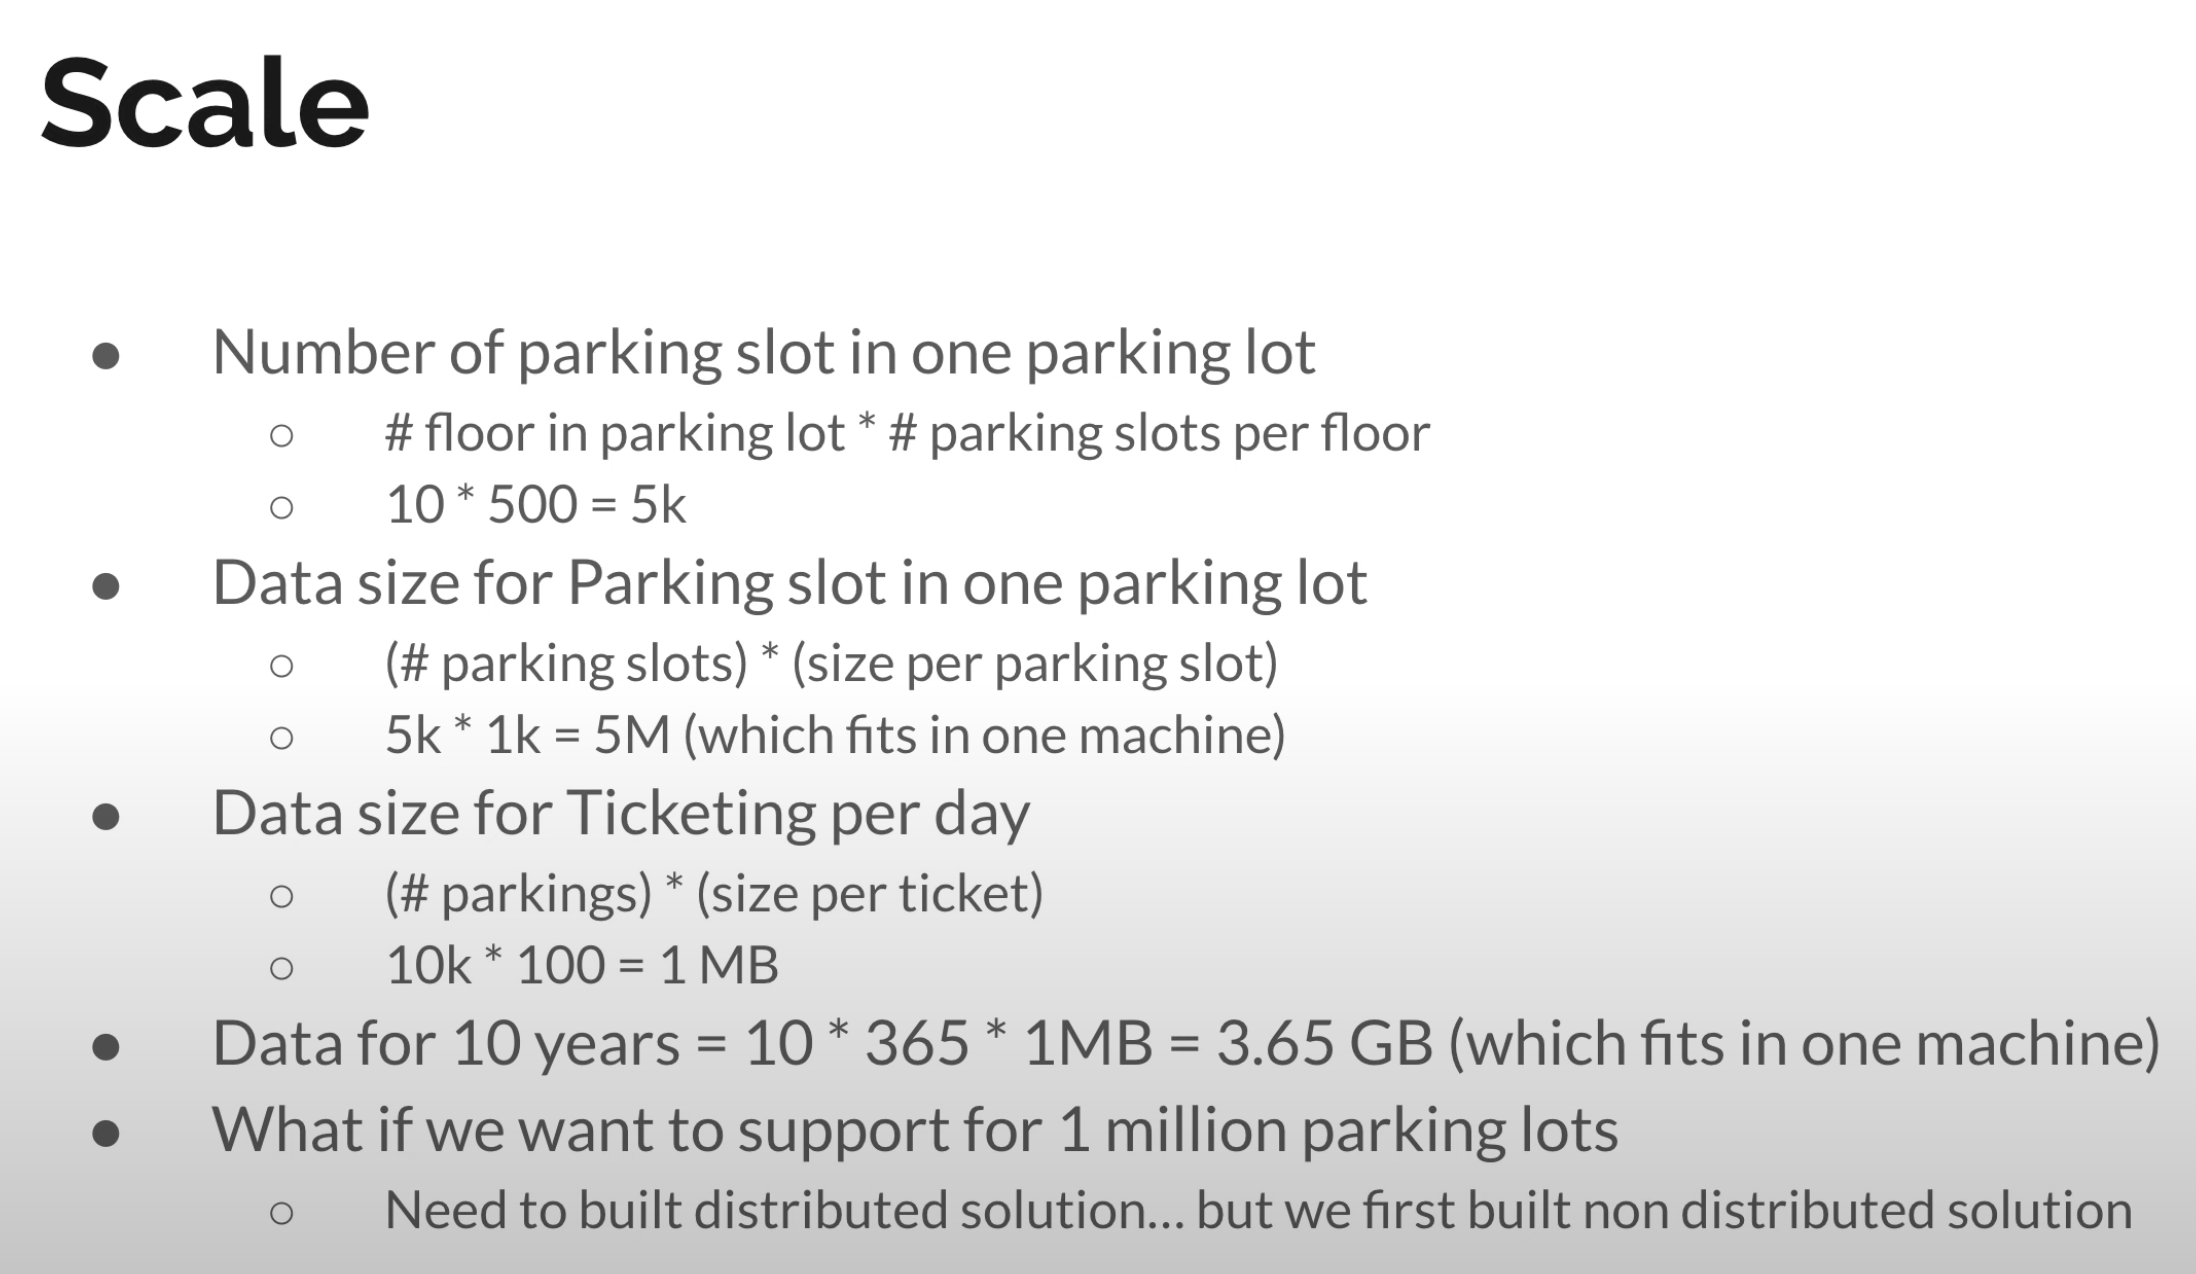 Scale
● Number of parking slot in one parking lot
○ # floor in parking lot * # parking slots per floor
○ 10 * 500 = 5k
● Data size for Parking slot in one parking lot
○ (# parking slots) * (size per parking slot)
○ 5k * 1k = 5M (which fits in one machine)
● Data size for Ticketing per day
○ (# parkings) * (size per ticket)
○ 10k * 100 = 1 MB
● Data for 10 years = 10 * 365 * 1MB = 3.65 GB (which fits in one machine)
● What if we want to support for 1 million parking lots
○ Need to built distributed solution... but we first built non distributed solution